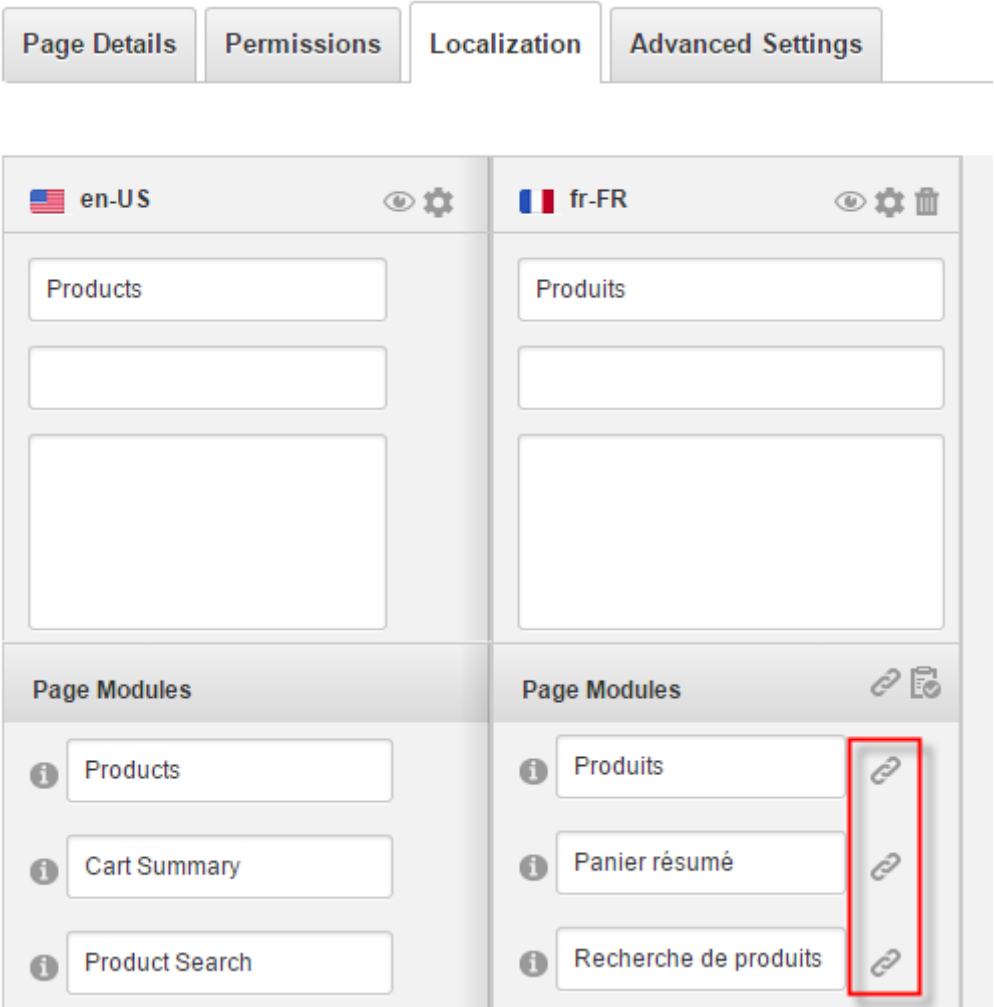 Page Details Permissions Localization Advanced Settings
en-US fr-FR
Products Produits
Page Modules Page Modules
Products Produits
Cart Summary Panier résumé
Product Search Recherche de produits